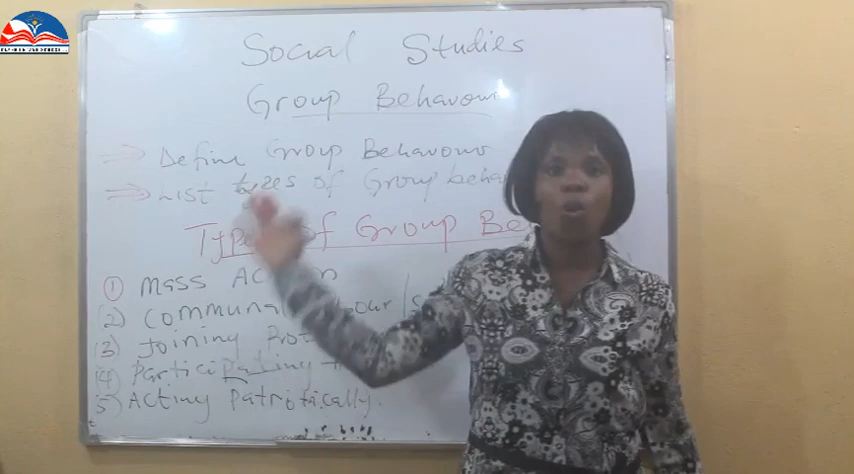 Social Studies
Group Behaviour
Define Group Behaviour
List types of Group beha
Types of Group Be
① Mass Action
(2) Communal
(3) Joining
(4) Participating
(5) Acting Patriotically.